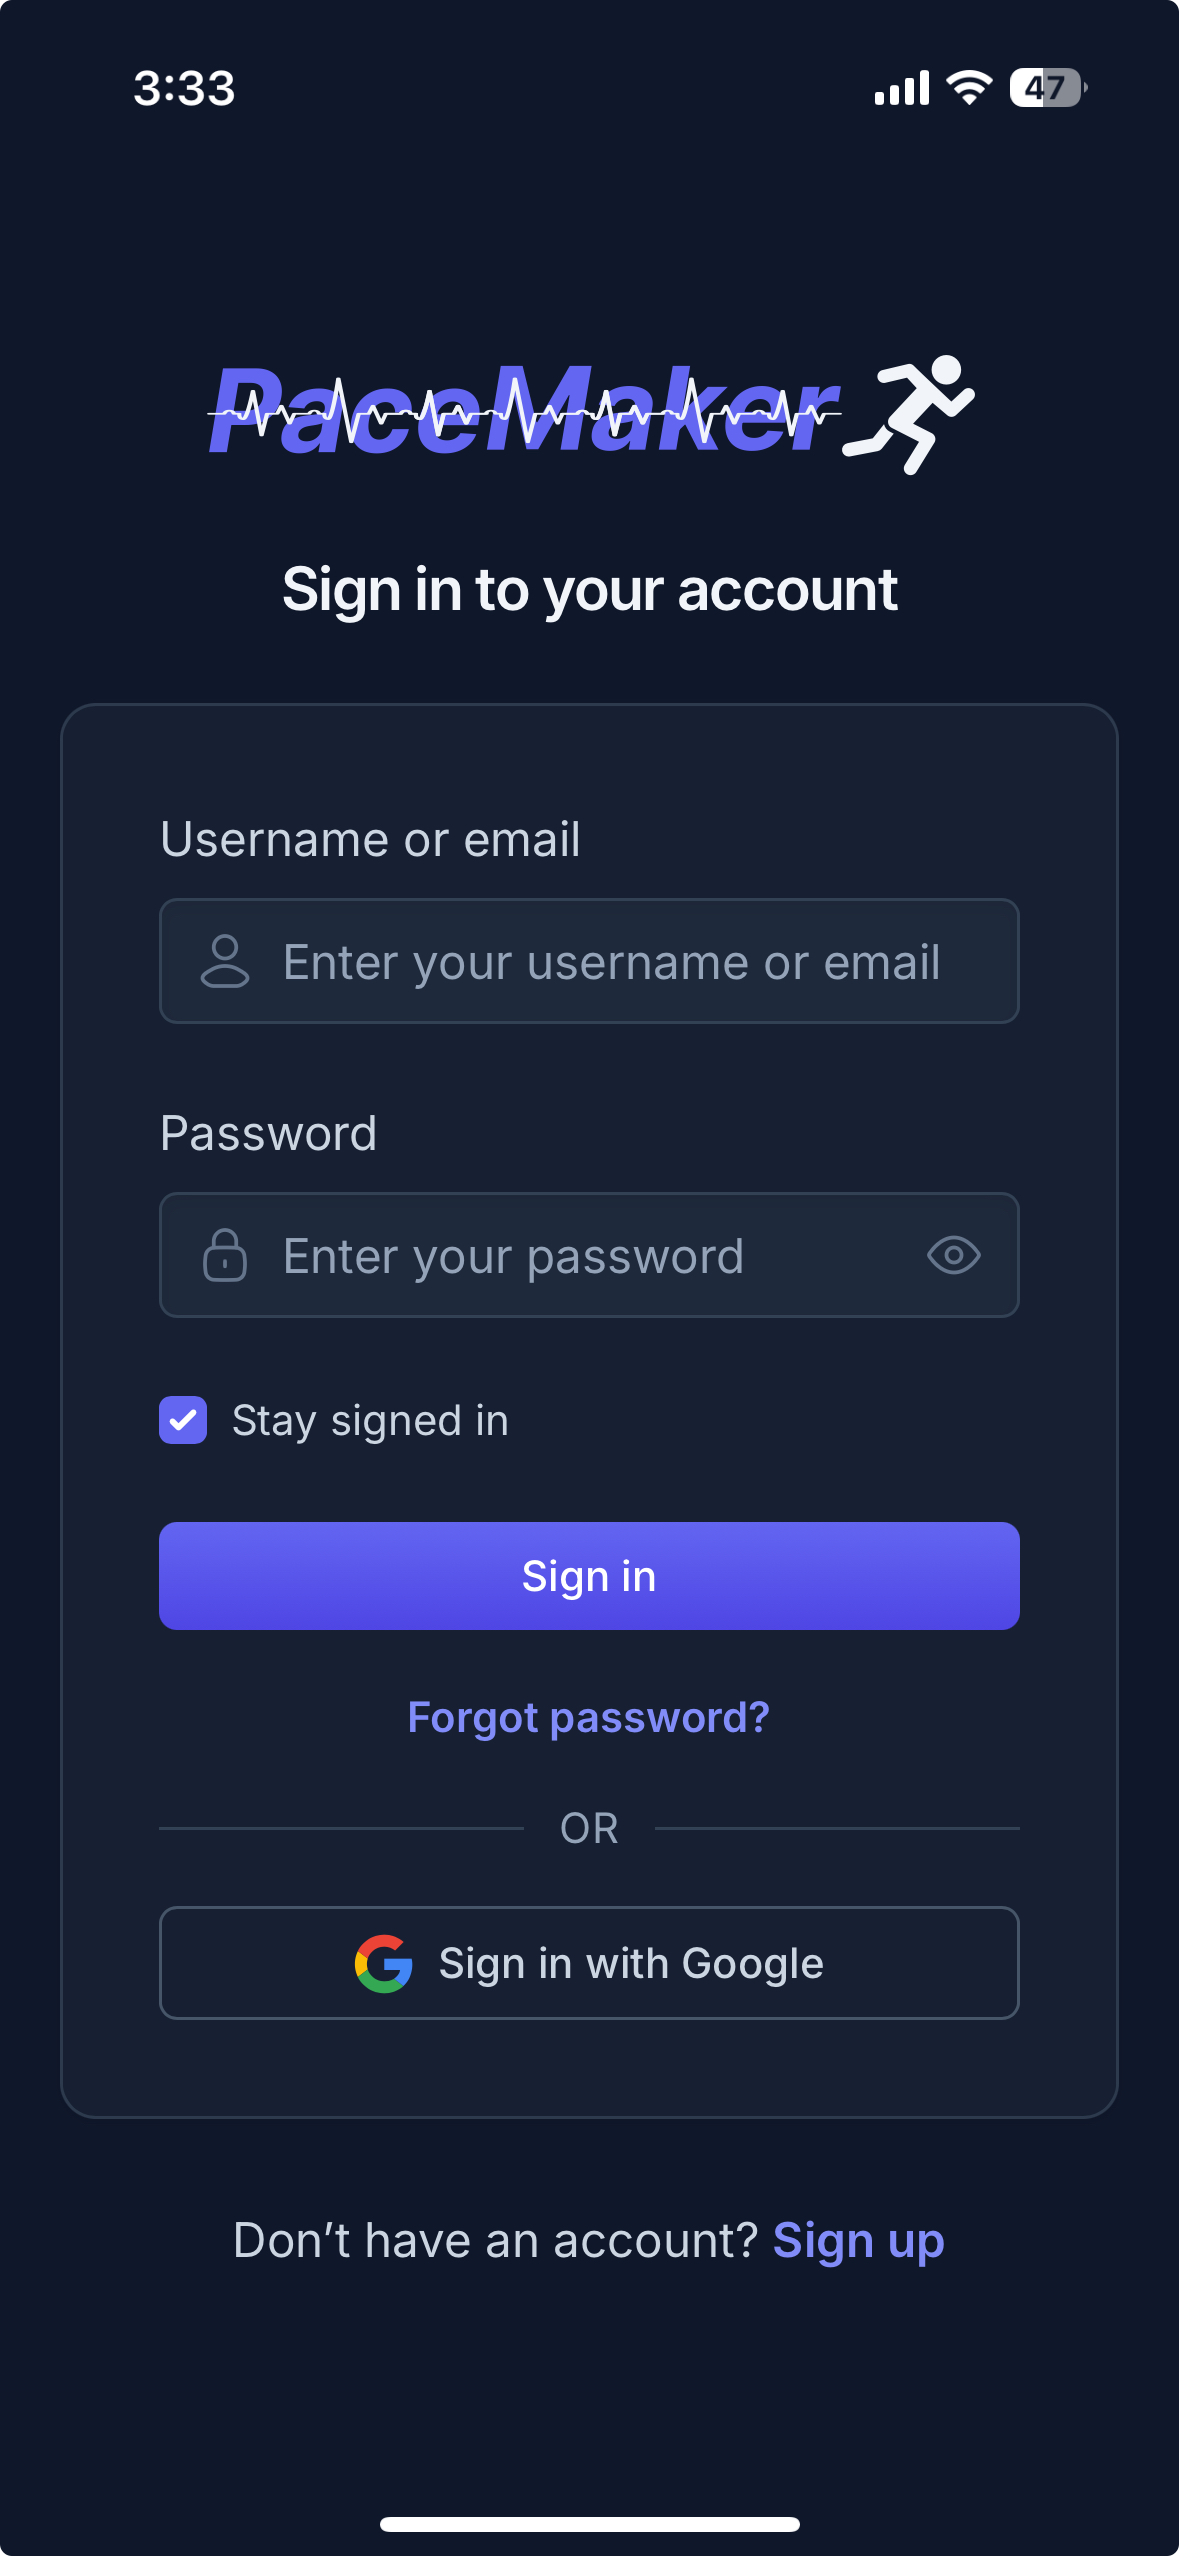 3:33
47
PaceMaker
Sign in to your account
Username or email
Enter your username or email
Password
Enter your password
Stay signed in
Sign in
Forgot password?
OR
Sign in with Google
Don’t have an account? Sign up